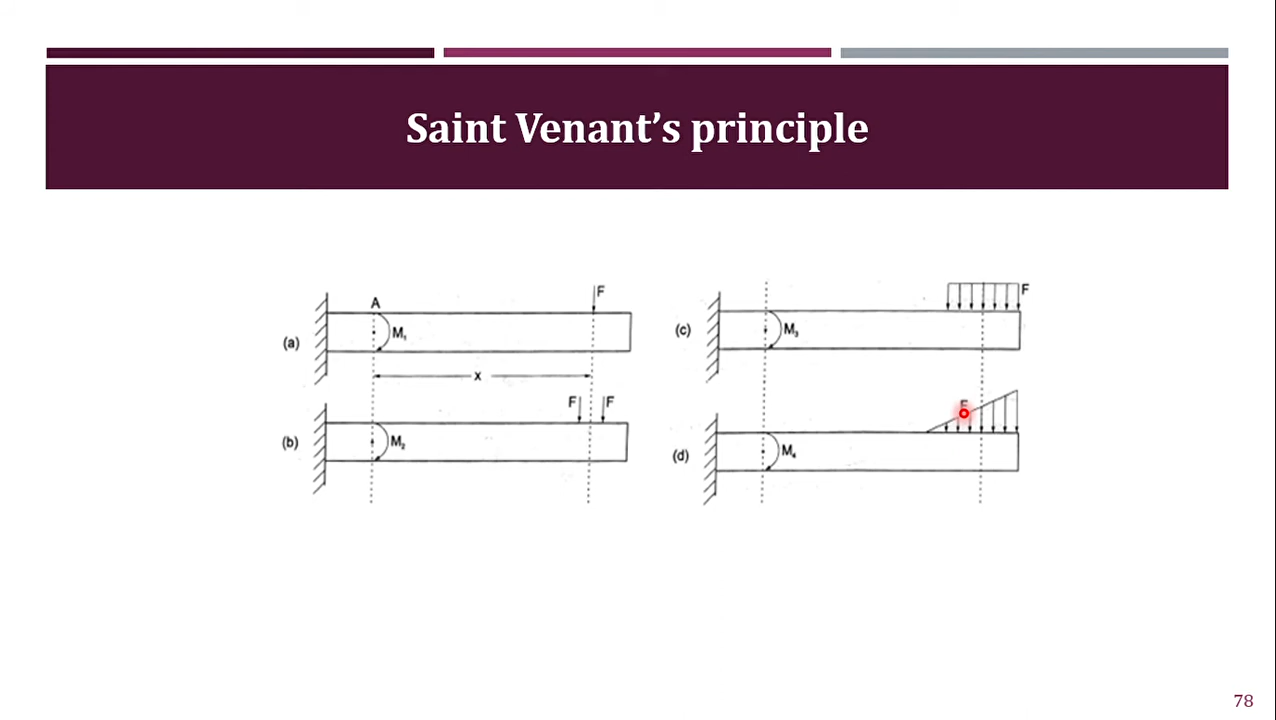 Saint Venant's principle
F
A
(a)
M₁
x
F F
(b)
M₂
F
(c)
M₃
F
(d)
M₄
78